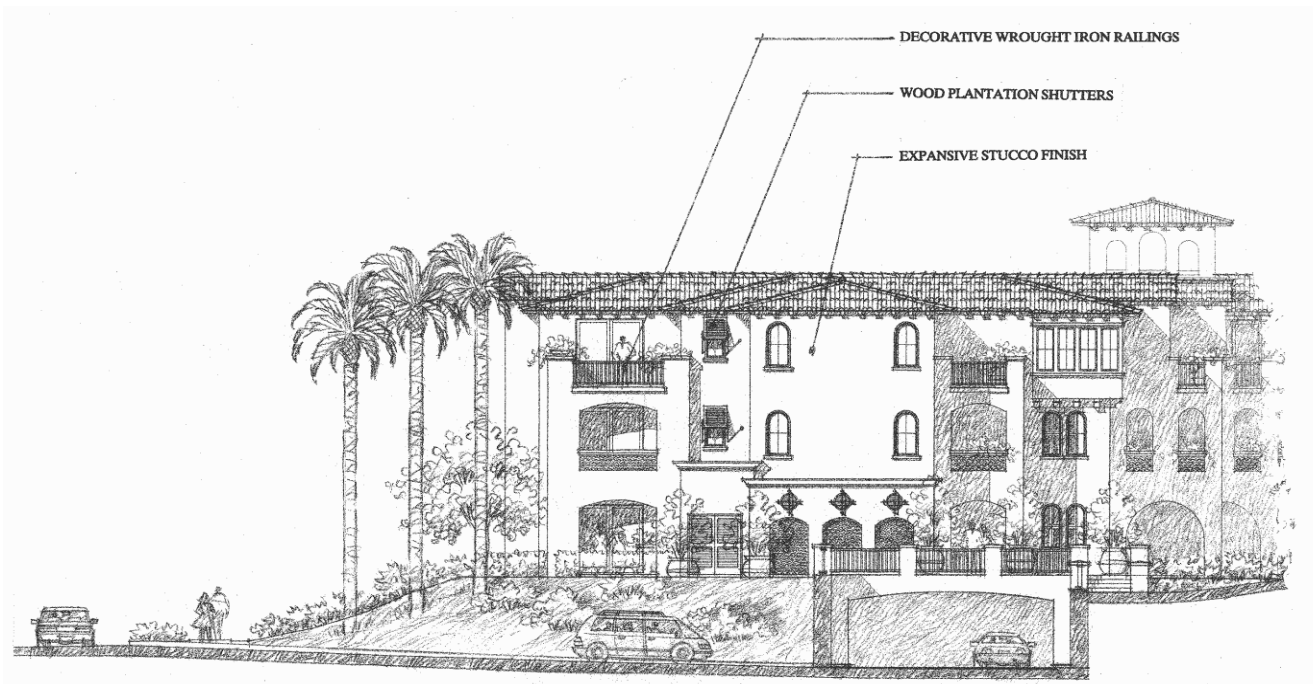 DECORATIVE WROUGHT IRON RAILINGS
WOOD PLANTATION SHUTTERS
EXPANSIVE STUCCO FINISH